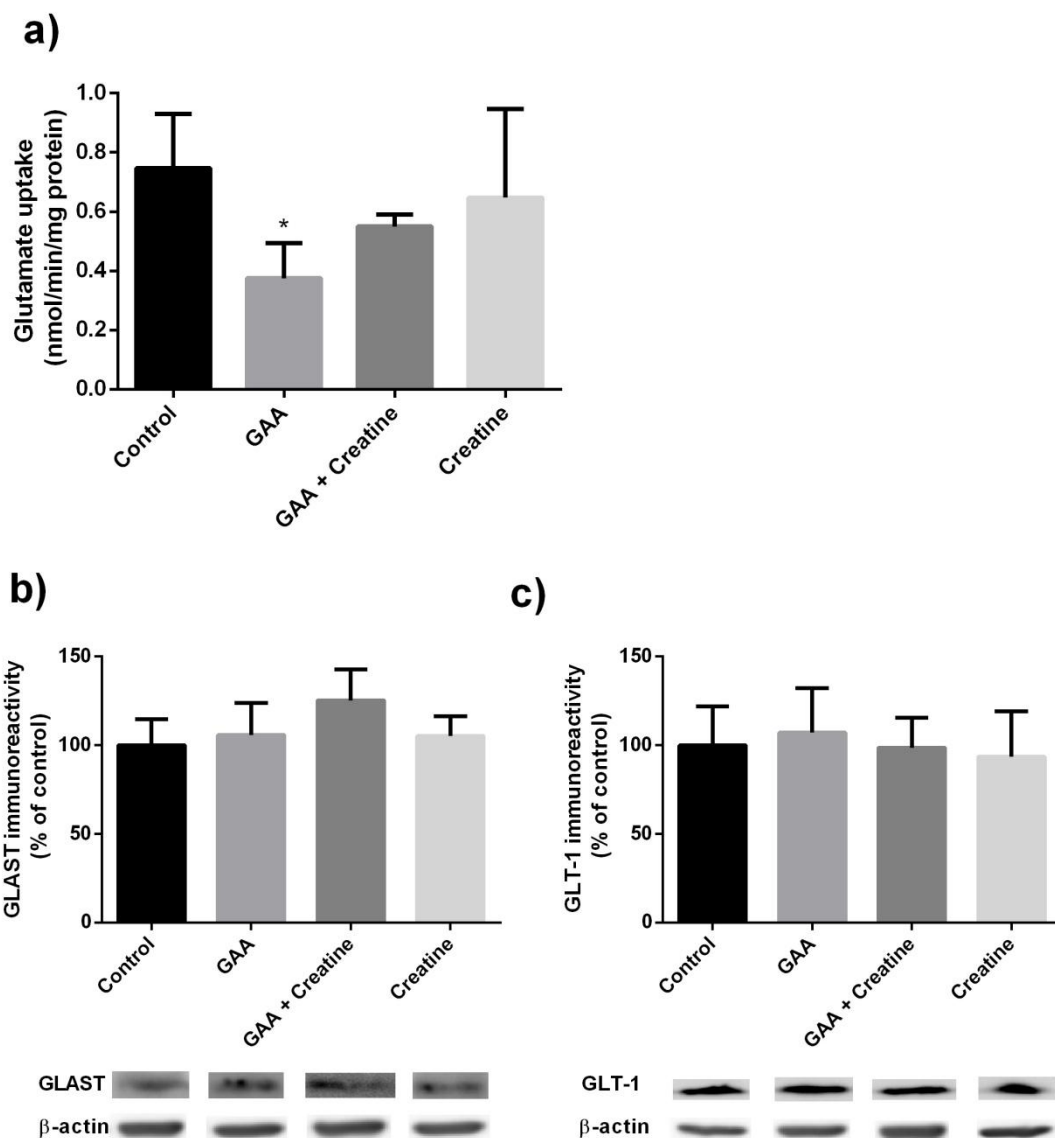 a)
Glutamate uptake
(nmol/min/mg protein)
1.0
0.8
0.6
0.4
0.2
0.0
*
Control
GAA
GAA + Creatine
Creatine
b)
GLAST immunoreactivity
(% of control)
150
100
50
0
Control
GAA
GAA + Creatine
Creatine
GLAST
β-actin
c)
GLT-1 immunoreactivity
(% of control)
150
100
50
0
Control
GAA
GAA + Creatine
Creatine
GLT-1
β-actin